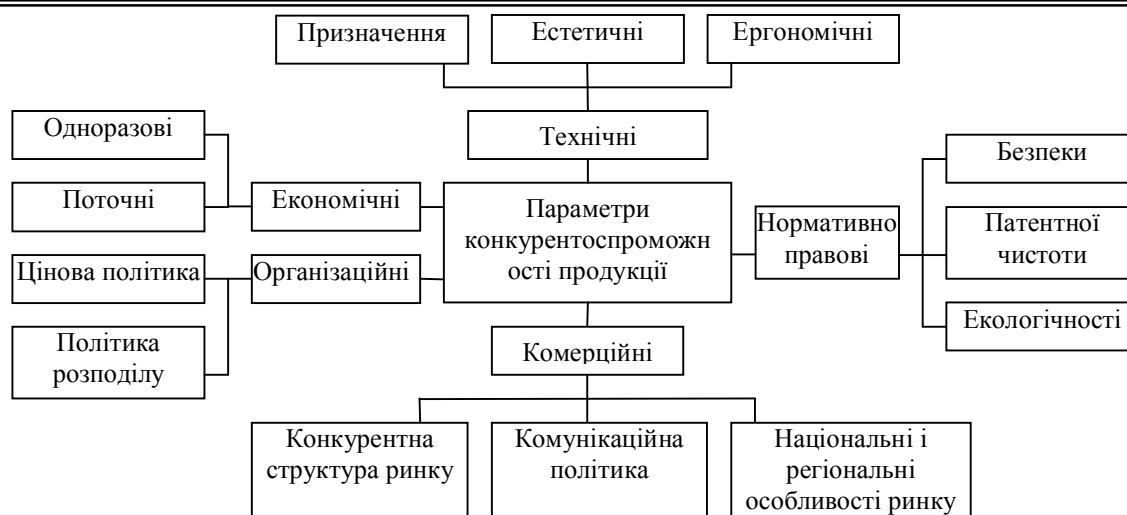 Призначення
Естетичні
Ергономічні
Одноразові
Технічні
Безпеки
Поточні
Економічні
Параметри
конкурентоспроможн
ості продукції
Нормативно
правові
Патентної
чистоти
Цінова політика
Організаційні
Екологічності
Політика
розподілу
Комерційні
Конкурентна
структура ринку
Комунікаційна
політика
Національні і
регіональні
особливості ринку